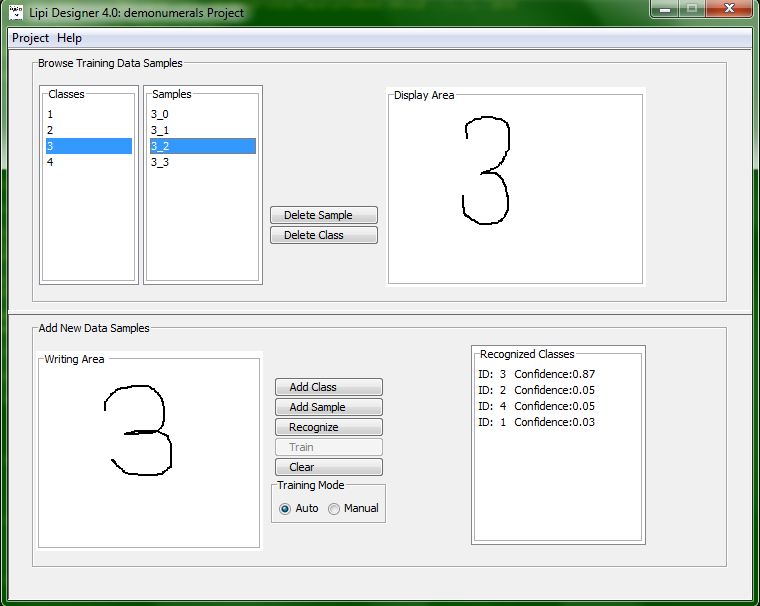 Lipi Designer 4.0: demonumerals Project
Project Help
Browse Training Data Samples
Classes
1
2
3
4
Samples
3_0
3_1
3_2
3_3
Delete Sample
Delete Class
Display Area
3
Add New Data Samples
Writing Area
3
Add Class
Add Sample
Recognize
Train
Clear
Training Mode
Auto Manual
Recognized Classes
ID: 3 Confidence:0.87
ID: 2 Confidence:0.05
ID: 4 Confidence:0.05
ID: 1 Confidence:0.03